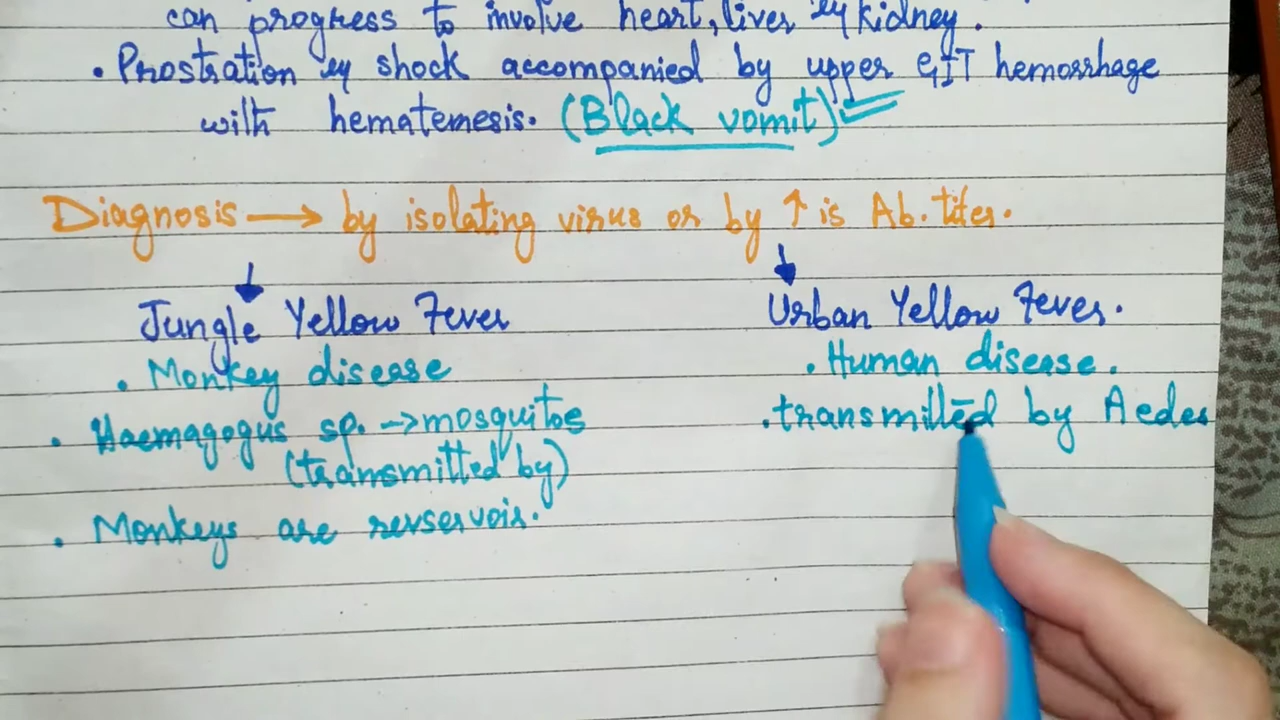 can progress to involve heart, liver & kidney.
• Prostration & shock accompanied by upper GIT hemorrhage
with hematemesis. (Black vomit)
Diagnosis → by isolating virus or by ↑ is Ab. titer.
↓ ↓
Jungle Yellow Fever Urban Yellow Fever.
• Monkey disease • Human disease.
• Haemagogus sp. → mosquitoe • transmitted by Aedes
(transmitted by)
• Monkeys are reservoir.